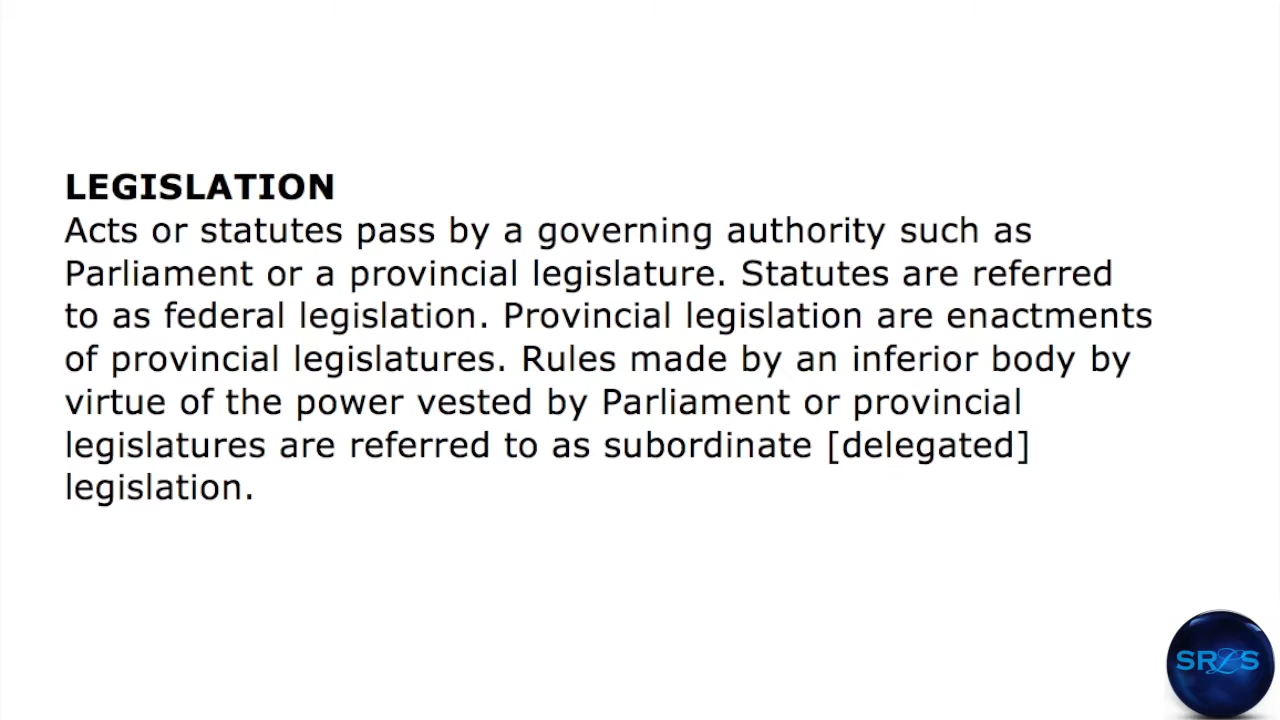 LEGISLATION
Acts or statutes pass by a governing authority such as
Parliament or a provincial legislature. Statutes are referred
to as federal legislation. Provincial legislation are enactments
of provincial legislatures. Rules made by an inferior body by
virtue of the power vested by Parliament or provincial
legislatures are referred to as subordinate [delegated]
legislation.
SRLS